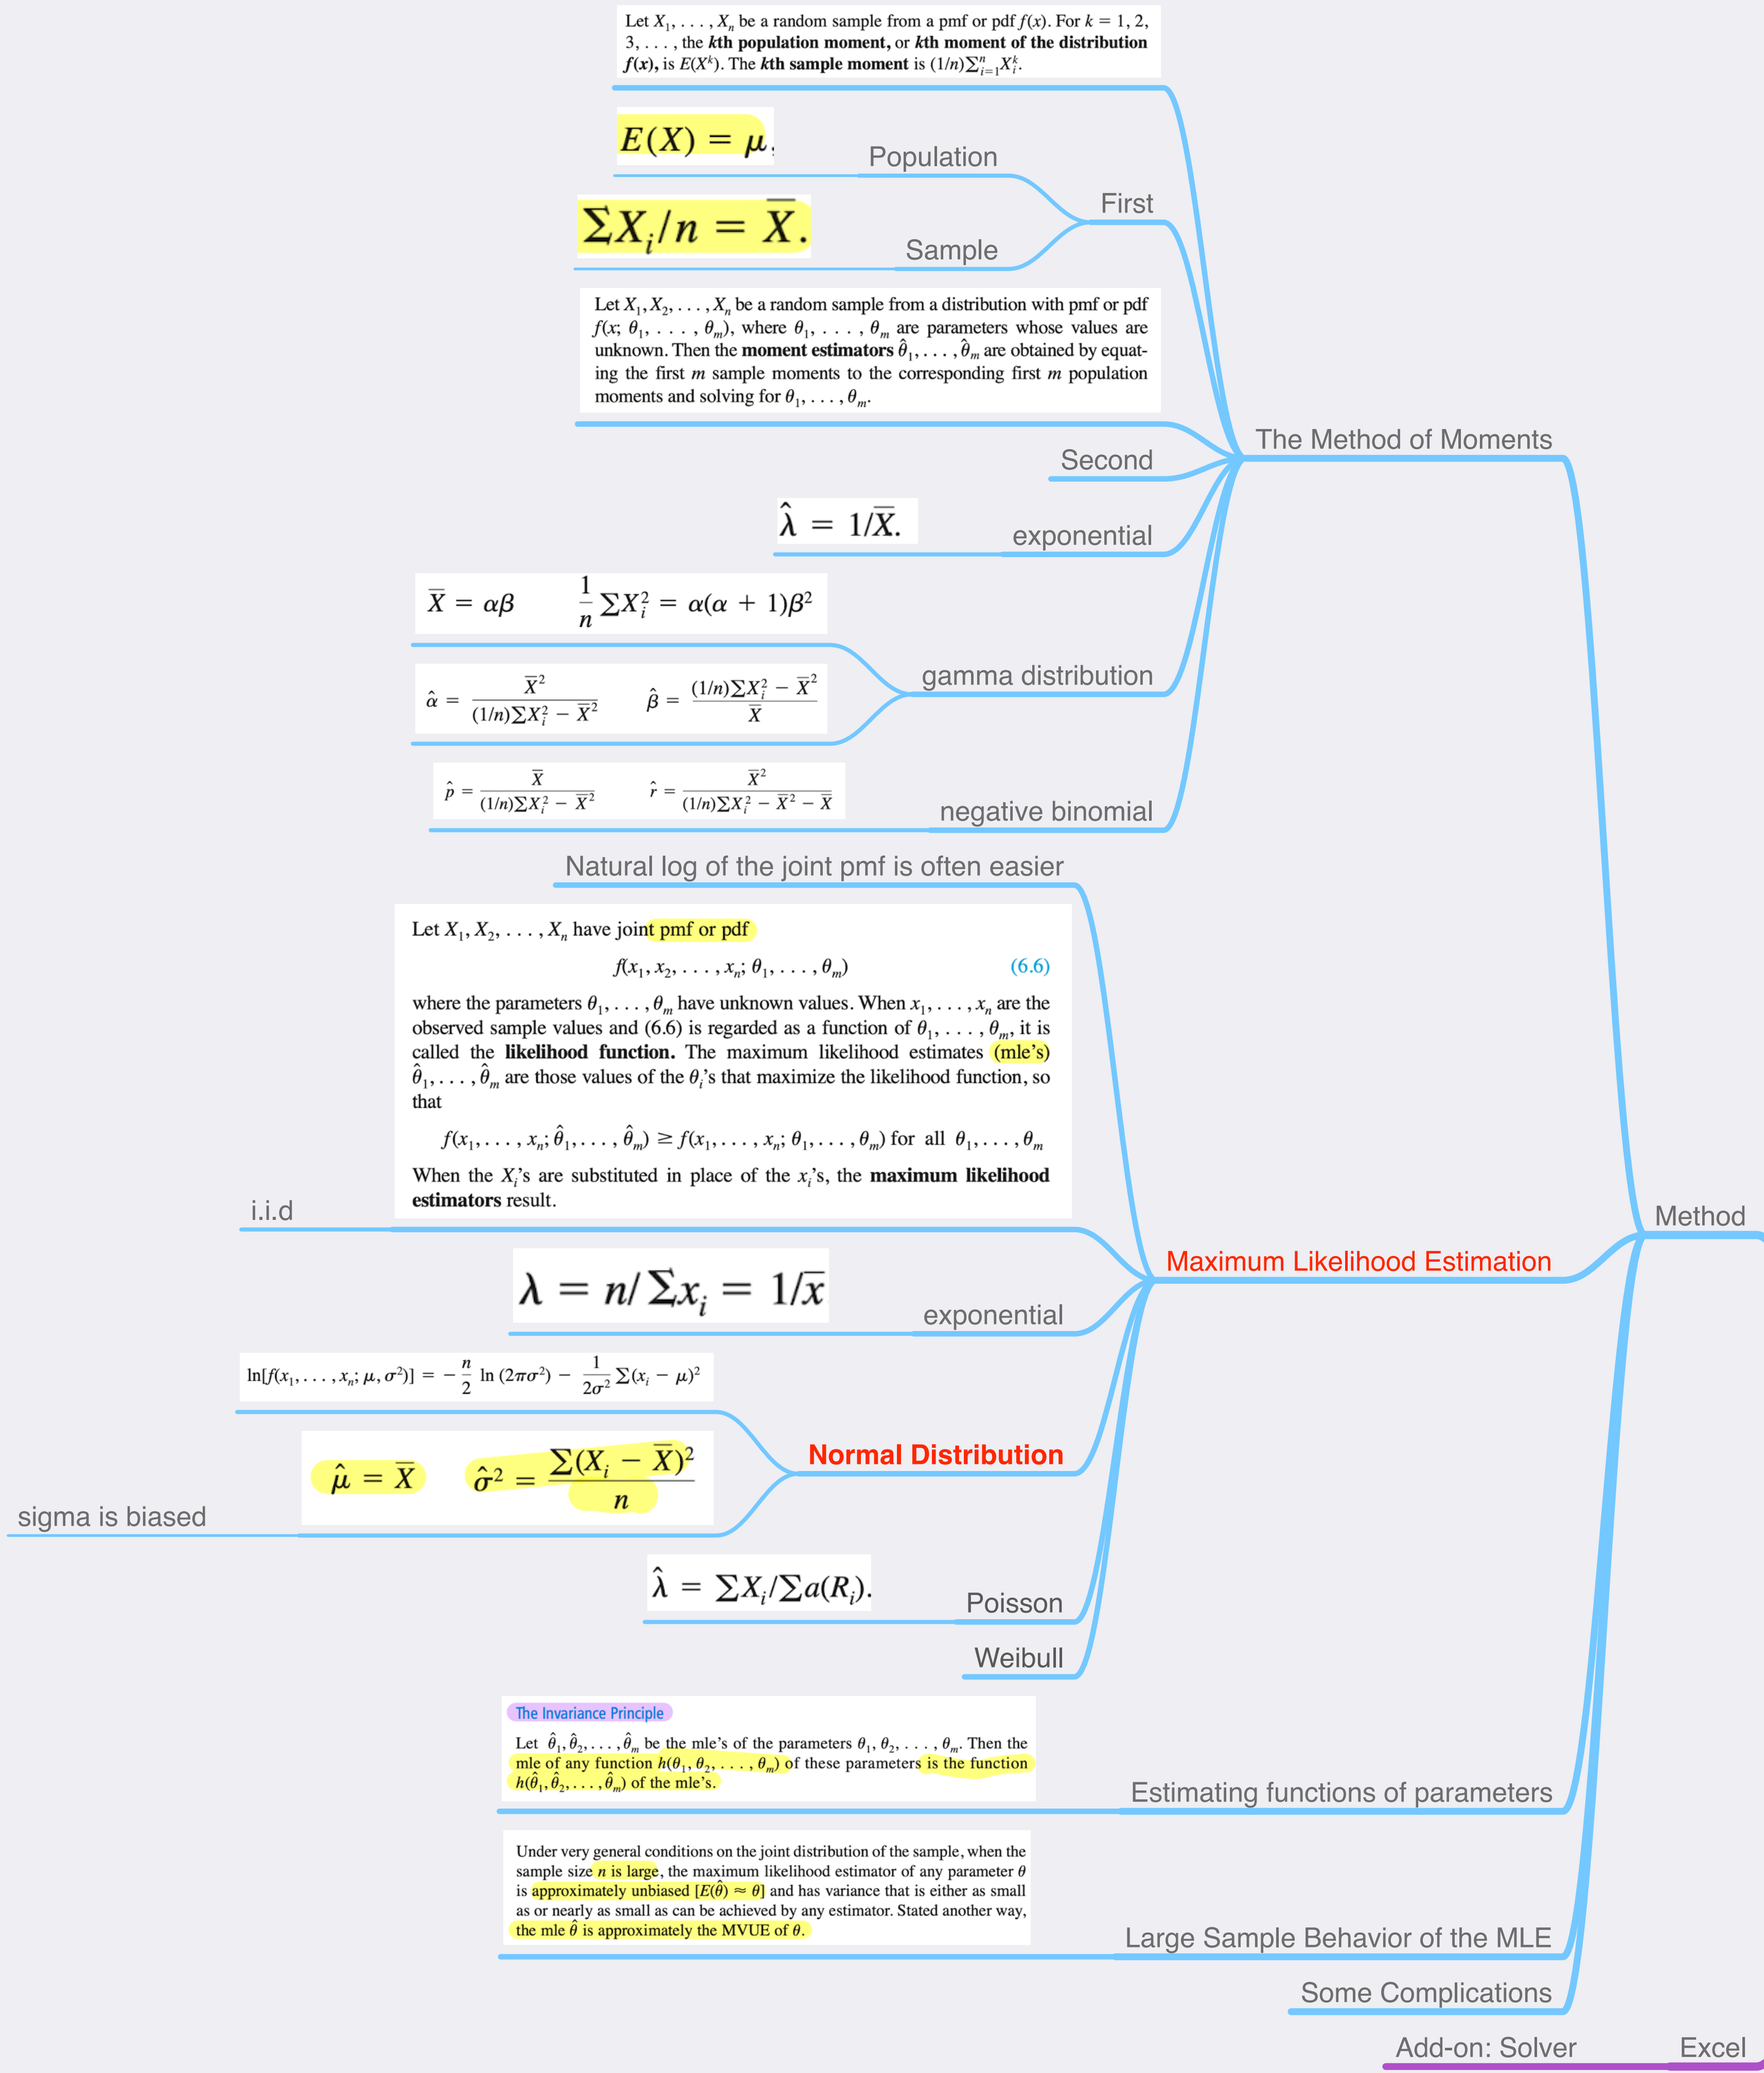 Let X₁, . . . , Xₙ be a random sample from a pmf or pdf f(x). For k = 1, 2,
3, . . . , the kth population moment, or kth moment of the distribution
f(x), is E(Xᵏ). The kth sample moment is (1/n)Σⁿᵢ₌₁Xᵢᵏ.
E(X) = μ,
Population
First
ΣXᵢ/n = X̅.
Sample
Let X₁, X₂, . . . , Xₙ be a random sample from a distribution with pmf or pdf
f(x; θ₁, . . . , θₘ), where θ₁, . . . , θₘ are parameters whose values are
unknown. Then the moment estimators θ̂₁, . . . , θ̂ₘ are obtained by equat-
ing the first m sample moments to the corresponding first m population
moments and solving for θ₁, . . . , θₘ.
The Method of Moments
Second
λ̂ = 1/X̅.
exponential
X̅ = αβ 1/n ΣXᵢ² = α(α + 1)β²
gamma distribution
α̂ = X̅² / ((1/n)ΣXᵢ² − X̅²) β̂ = ((1/n)ΣXᵢ² − X̅²) / X̅
p̂ = X̅ / ((1/n)ΣXᵢ² − X̅²) r̂ = X̅² / ((1/n)ΣXᵢ² − X̅² − X̅)
negative binomial
Natural log of the joint pmf is often easier
Let X₁, X₂, . . . , Xₙ have joint pmf or pdf
f(x₁, x₂, . . . , xₙ; θ₁, . . . , θₘ) (6.6)
where the parameters θ₁, . . . , θₘ have unknown values. When x₁, . . . , xₙ are the
observed sample values and (6.6) is regarded as a function of θ₁, . . . , θₘ, it is
called the likelihood function. The maximum likelihood estimates (mle's)
θ̂₁, . . . , θ̂ₘ are those values of the θᵢ's that maximize the likelihood function, so
that
f(x₁, . . . , xₙ; θ̂₁, . . . , θ̂ₘ) ≥ f(x₁, . . . , xₙ; θ₁, . . . , θₘ) for all θ₁, . . . , θₘ
When the Xᵢ's are substituted in place of the xᵢ's, the maximum likelihood
estimators result.
i.i.d
Method
Maximum Likelihood Estimation
λ = n/Σxᵢ = 1/x̅
exponential
ln[f(x₁, . . . , xₙ; μ, σ²)] = − n/2 ln (2πσ²) − 1/2σ² Σ(xᵢ − μ)²
Normal Distribution
μ̂ = X̅ σ̂² = Σ(Xᵢ − X̅)² / n
sigma is biased
λ̂ = ΣXᵢ/Σa(Rᵢ).
Poisson
Weibull
The Invariance Principle
Let θ̂₁, θ̂₂, . . . , θ̂ₘ be the mle's of the parameters θ₁, θ₂, . . . , θₘ. Then the
mle of any function h(θ₁, θ₂, . . . , θₘ) of these parameters is the function
h(θ̂₁, θ̂₂, . . . , θ̂ₘ) of the mle's.
Estimating functions of parameters
Under very general conditions on the joint distribution of the sample, when the
sample size n is large, the maximum likelihood estimator of any parameter θ
is approximately unbiased [E(θ̂) ≈ θ] and has variance that is either as small
as or nearly as small as can be achieved by any estimator. Stated another way,
the mle θ̂ is approximately the MVUE of θ.
Large Sample Behavior of the MLE
Some Complications
Add-on: Solver
Excel